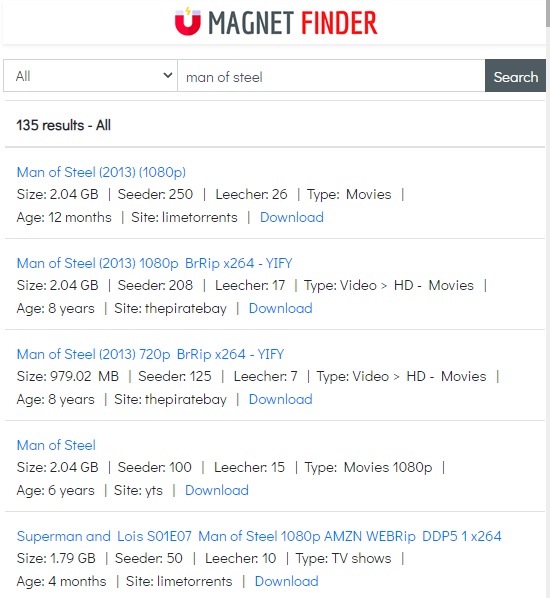 MAGNET FINDER
All man of steel Search
135 results - All
Man of Steel (2013) (1080p)
Size: 2.04 GB | Seeder: 250 | Leecher: 26 | Type: Movies |
Age: 12 months | Site: limetorrents | Download
Man of Steel (2013) 1080p BrRip x264 - YIFY
Size: 2.04 GB | Seeder: 208 | Leecher: 17 | Type: Video > HD - Movies |
Age: 8 years | Site: thepiratebay | Download
Man of Steel (2013) 720p BrRip x264 - YIFY
Size: 979.02 MB | Seeder: 125 | Leecher: 7 | Type: Video > HD - Movies |
Age: 8 years | Site: thepiratebay | Download
Man of Steel
Size: 2.04 GB | Seeder: 100 | Leecher: 15 | Type: Movies 1080p |
Age: 6 years | Site: yts | Download
Superman and Lois S01E07 Man of Steel 1080p AMZN WEBRip DDP5 1 x264
Size: 1.79 GB | Seeder: 50 | Leecher: 10 | Type: TV shows |
Age: 4 months | Site: limetorrents | Download